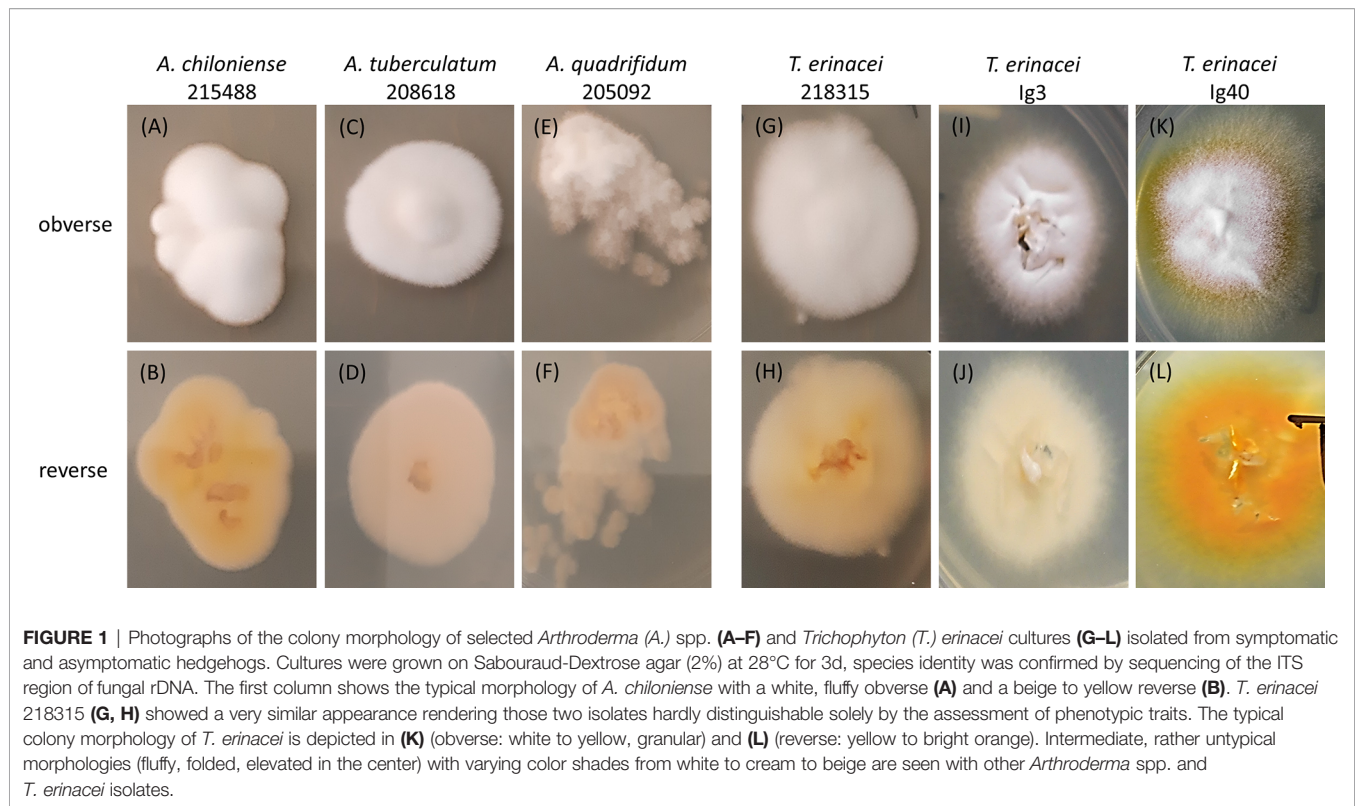 A. chiloniense A. tuberculatum A. quadrifidum T. erinacei T. erinacei T. erinacei
215488 208618 205092 218315 Ig3 Ig40
(A) (C) (E) (G) (I) (K)
obverse
(B) (D) (F) (H) (J) (L)
reverse
FIGURE 1 | Photographs of the colony morphology of selected Arthroderma (A.) spp. (A–F) and Trichophyton (T.) erinacei cultures (G–L) isolated from symptomatic
and asymptomatic hedgehogs. Cultures were grown on Sabouraud-Dextrose agar (2%) at 28°C for 3d, species identity was confirmed by sequencing of the ITS
region of fungal rDNA. The first column shows the typical morphology of A. chiloniense with a white, fluffy obverse (A) and a beige to yellow reverse (B). T. erinacei
218315 (G, H) showed a very similar appearance rendering those two isolates hardly distinguishable solely by the assessment of phenotypic traits. The typical
colony morphology of T. erinacei is depicted in (K) (obverse: white to yellow, granular) and (L) (reverse: yellow to bright orange). Intermediate, rather untypical
morphologies (fluffy, folded, elevated in the center) with varying color shades from white to cream to beige are seen with other Arthroderma spp. and
T. erinacei isolates.